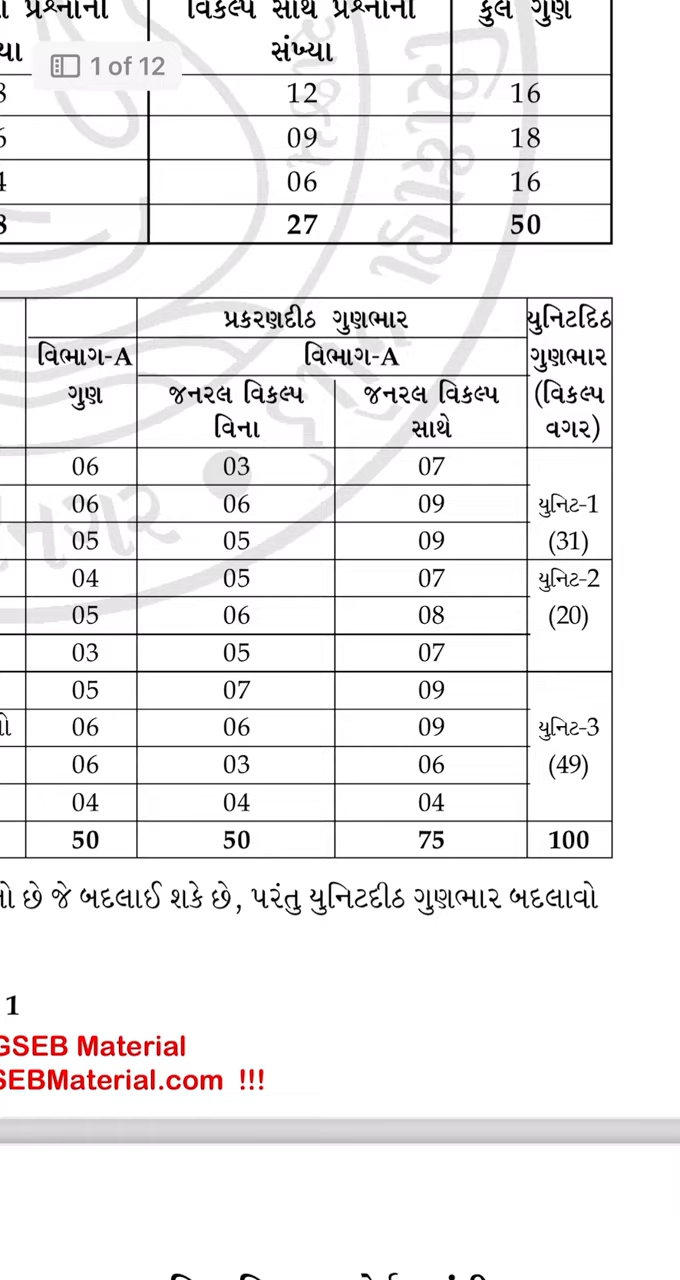 પ્રશ્નોની વિકલ્પ સાથે પ્રશ્નોની કુલ ગુણ
સંખ્યા
1 of 12
12 16
09 18
06 16
27 50
પ્રકરણદીઠ ગુણભાર યુનિટદિઠ
વિભાગ-A વિભાગ-A ગુણભાર
ગુણ જનરલ વિકલ્પ જનરલ વિકલ્પ (વિકલ્પ
વિના સાથે વગર)
06 03 07
06 06 09 યુનિટ-1
05 05 09 (31)
04 05 07 યુનિટ-2
05 06 08 (20)
03 05 07
05 07 09
06 06 09 યુનિટ-3
06 03 06 (49)
04 04 04
50 50 75 100
છે જે બદલાઈ શકે છે, પરંતુ યુનિટદીઠ ગુણભાર બદલાવો
1
GSEB Material
SEBMaterial.com !!!